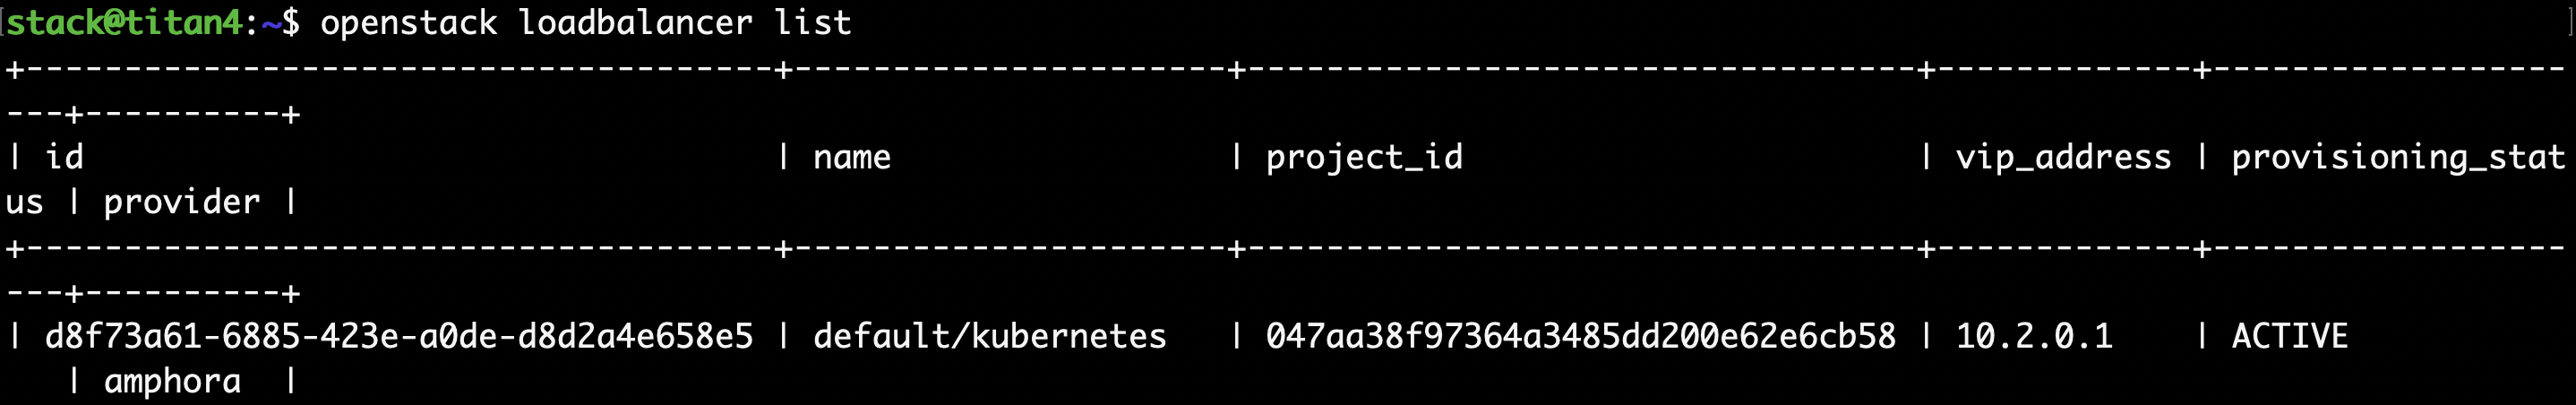 stack@titan4:~$ openstack loadbalancer list
+--------------------------------------+----------------------+----------------------------------+-------------+------------------
---+----------+
| id                                   | name                 | project_id                       | vip_address | provisioning_stat
us | provider |
+--------------------------------------+----------------------+----------------------------------+-------------+------------------
---+----------+
| d8f73a61-6885-423e-a0de-d8d2a4e658e5 | default/kubernetes   | 047aa38f97364a3485dd200e62e6cb58 | 10.2.0.1    | ACTIVE
   | amphora  |